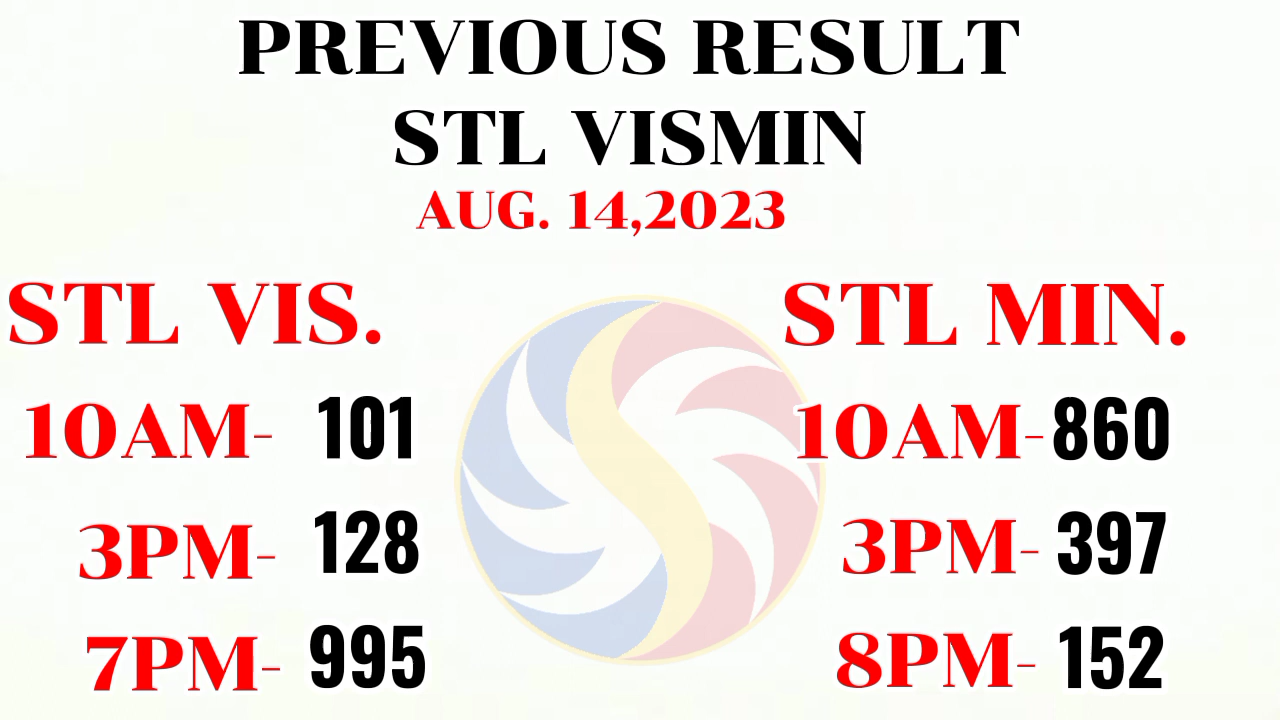 PREVIOUS RESULT
STL VISMIN
AUG. 14,2023
STL VIS.
10AM- 101
3PM- 128
7PM- 995
STL MIN.
10AM- 860
3PM- 397
8PM- 152